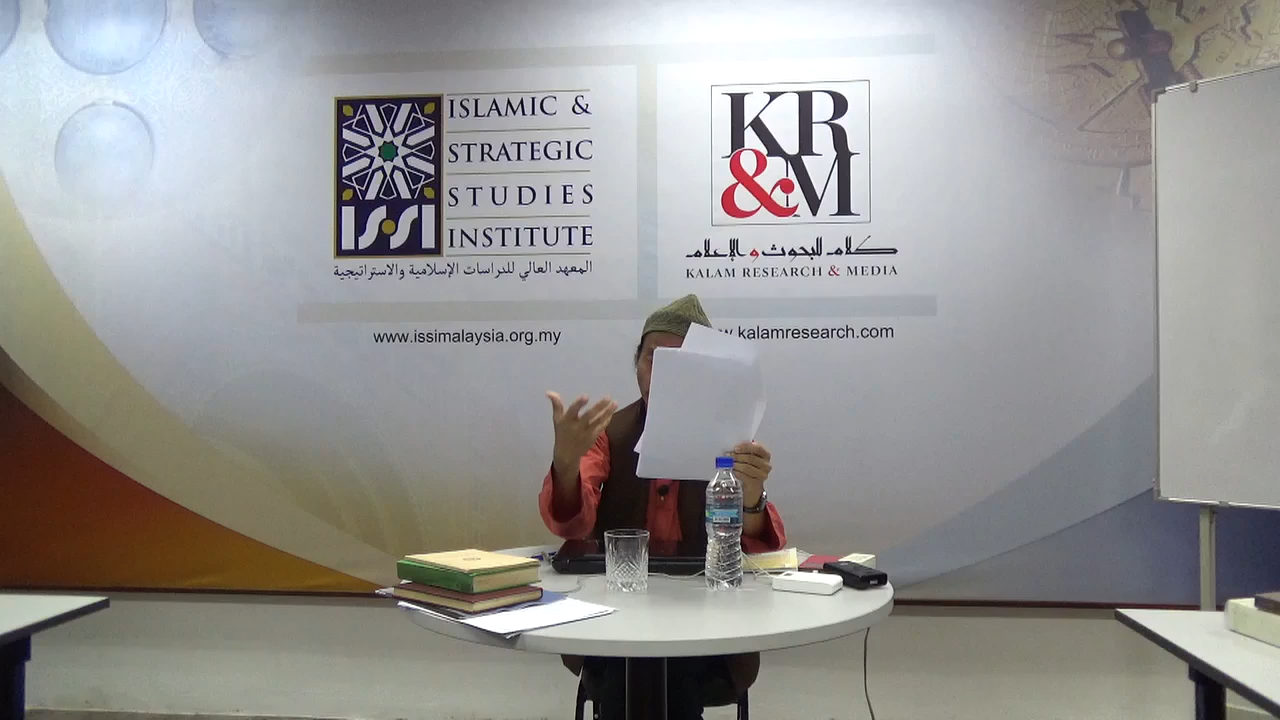 ISLAMIC &
STRATEGIC
STUDIES
INSTITUTE
ISSI
المعهد العالي للدراسات الإسلامية والاستراتيجية
www.issimalaysia.org.my
KR
&M
كلام للبحوث و الإعلام
KALAM RESEARCH & MEDIA
w.kalamresearch.com